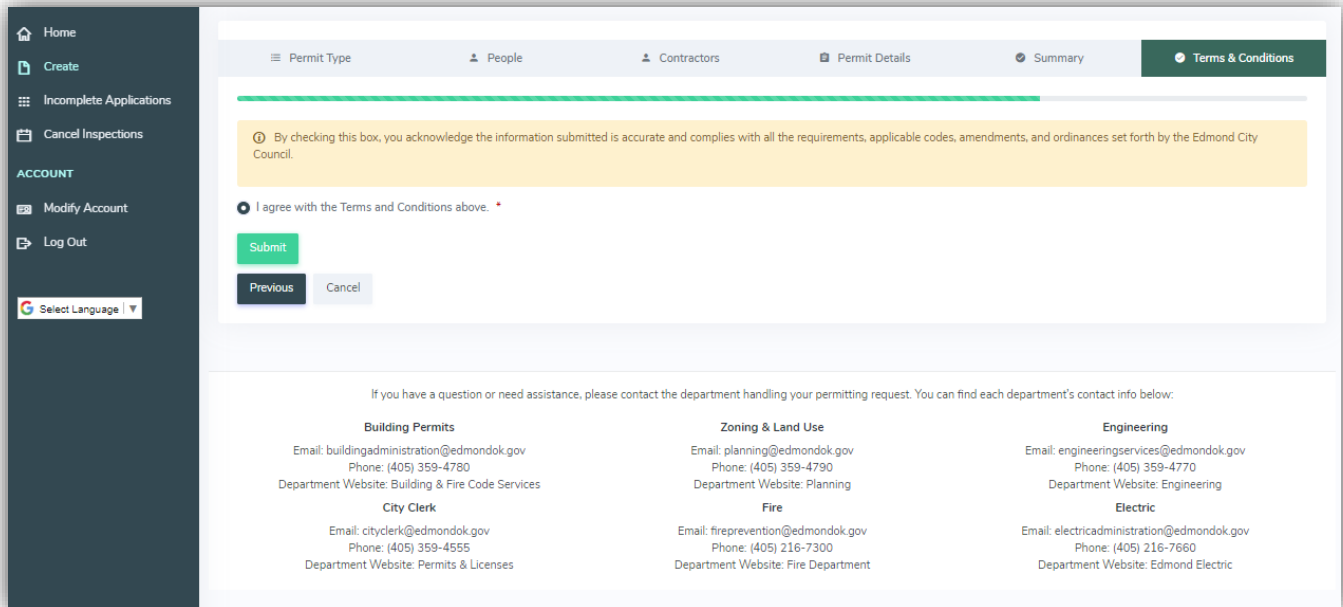 Home
Create
Incomplete Applications
Cancel Inspections
ACCOUNT
Modify Account
Log Out
Select Language ▼
Permit Type
People
Contractors
Permit Details
Summary
Terms & Conditions
By checking this box, you acknowledge the information submitted is accurate and complies with all the requirements, applicable codes, amendments, and ordinances set forth by the Edmond City
Council.
I agree with the Terms and Conditions above. *
Submit
Previous
Cancel
If you have a question or need assistance, please contact the department handling your permitting request. You can find each department's contact info below:
Building Permits
Email: buildingadministration@edmondok.gov
Phone: (405) 359-4780
Department Website: Building & Fire Code Services
Zoning & Land Use
Email: planning@edmondok.gov
Phone: (405) 359-4790
Department Website: Planning
Engineering
Email: engineeringservices@edmondok.gov
Phone: (405) 359-4770
Department Website: Engineering
City Clerk
Email: cityclerk@edmondok.gov
Phone: (405) 359-4555
Department Website: Permits & Licenses
Fire
Email: fireprevention@edmondok.gov
Phone: (405) 216-7300
Department Website: Fire Department
Electric
Email: electricadministration@edmondok.gov
Phone: (405) 216-7660
Department Website: Edmond Electric